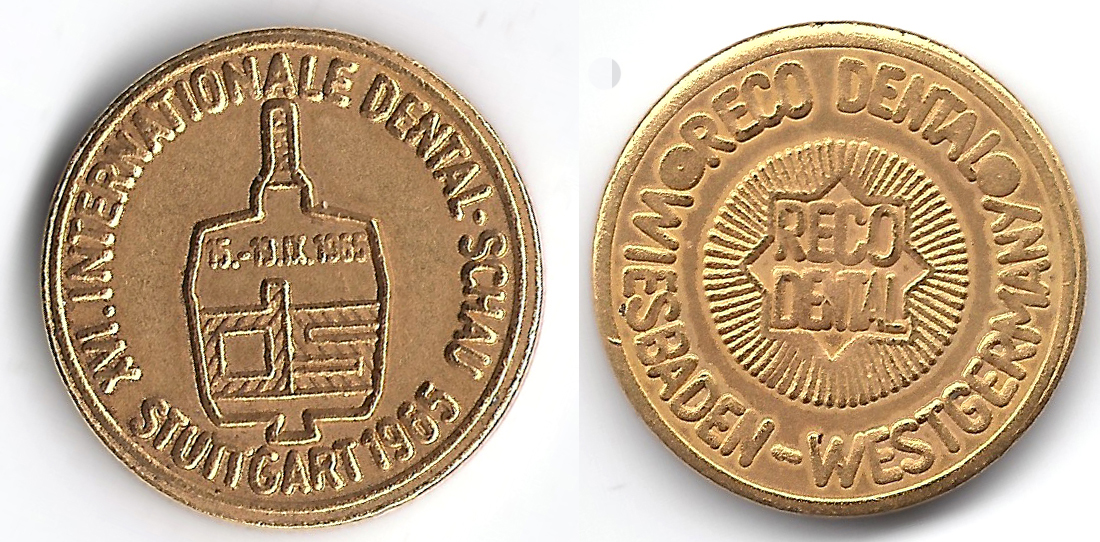 XVI. INTERNATIONALE DENTAL-SCHAU
STUTTGART 1965
15.-19.IX.1965
RECO DENTAL
WIESBADEN-WESTGERMANY
RECO
DENTAL